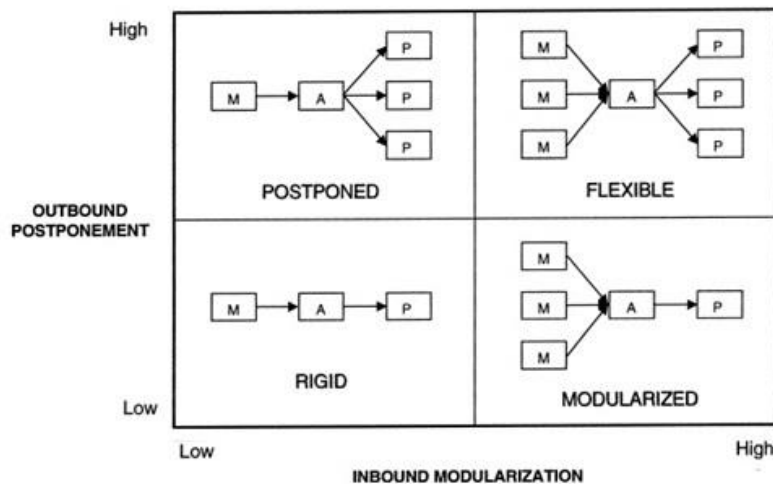 High
P
M
P
M
A
P
M
A
P
P
M
P
POSTPONED
FLEXIBLE
OUTBOUND
POSTPONEMENT
M
M
A
P
M
A
P
M
RIGID
MODULARIZED
Low
Low
High
INBOUND MODULARIZATION